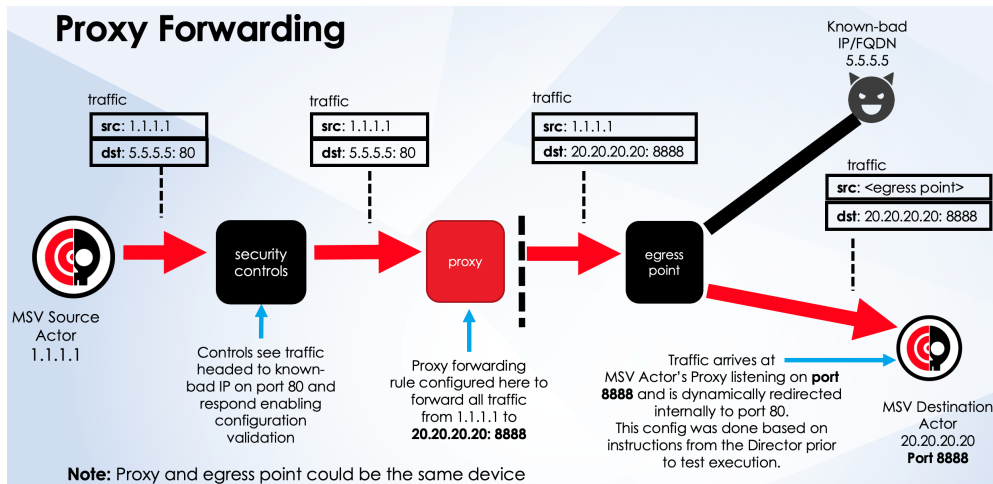 Proxy Forwarding
Known-bad
IP/FQDN
5.5.5.5
traffic
src: 1.1.1.1
dst: 5.5.5.5: 80
traffic
src: 1.1.1.1
dst: 5.5.5.5: 80
traffic
src: 1.1.1.1
dst: 20.20.20.20: 8888
traffic
src: <egress point>
dst: 20.20.20.20: 8888
MSV Source
Actor
1.1.1.1
security
controls
proxy
egress
point
Controls see traffic
headed to known-
bad IP on port 80 and
respond enabling
configuration
validation
Proxy forwarding
rule configured here to
forward all traffic
from 1.1.1.1 to
20.20.20.20: 8888
Traffic arrives at
MSV Actor's Proxy listening on port
8888 and is dynamically redirected
internally to port 80.
This config was done based on
instructions from the Director prior
to test execution.
MSV Destination
Actor
20.20.20.20
Port 8888
Note: Proxy and egress point could be the same device